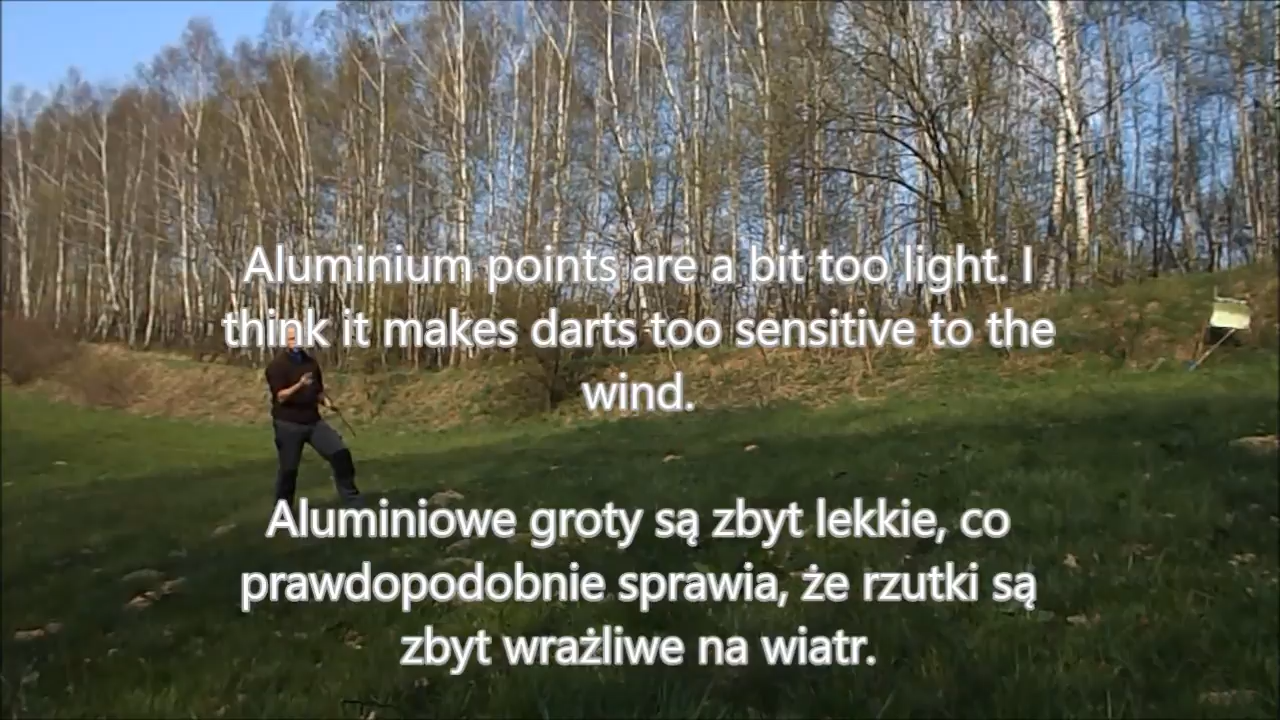 Aluminium points are a bit too light. I
think it makes darts too sensitive to the
wind.
Aluminiowe groty są zbyt lekkie, co
prawdopodobnie sprawia, że rzutki są
zbyt wrażliwe na wiatr.